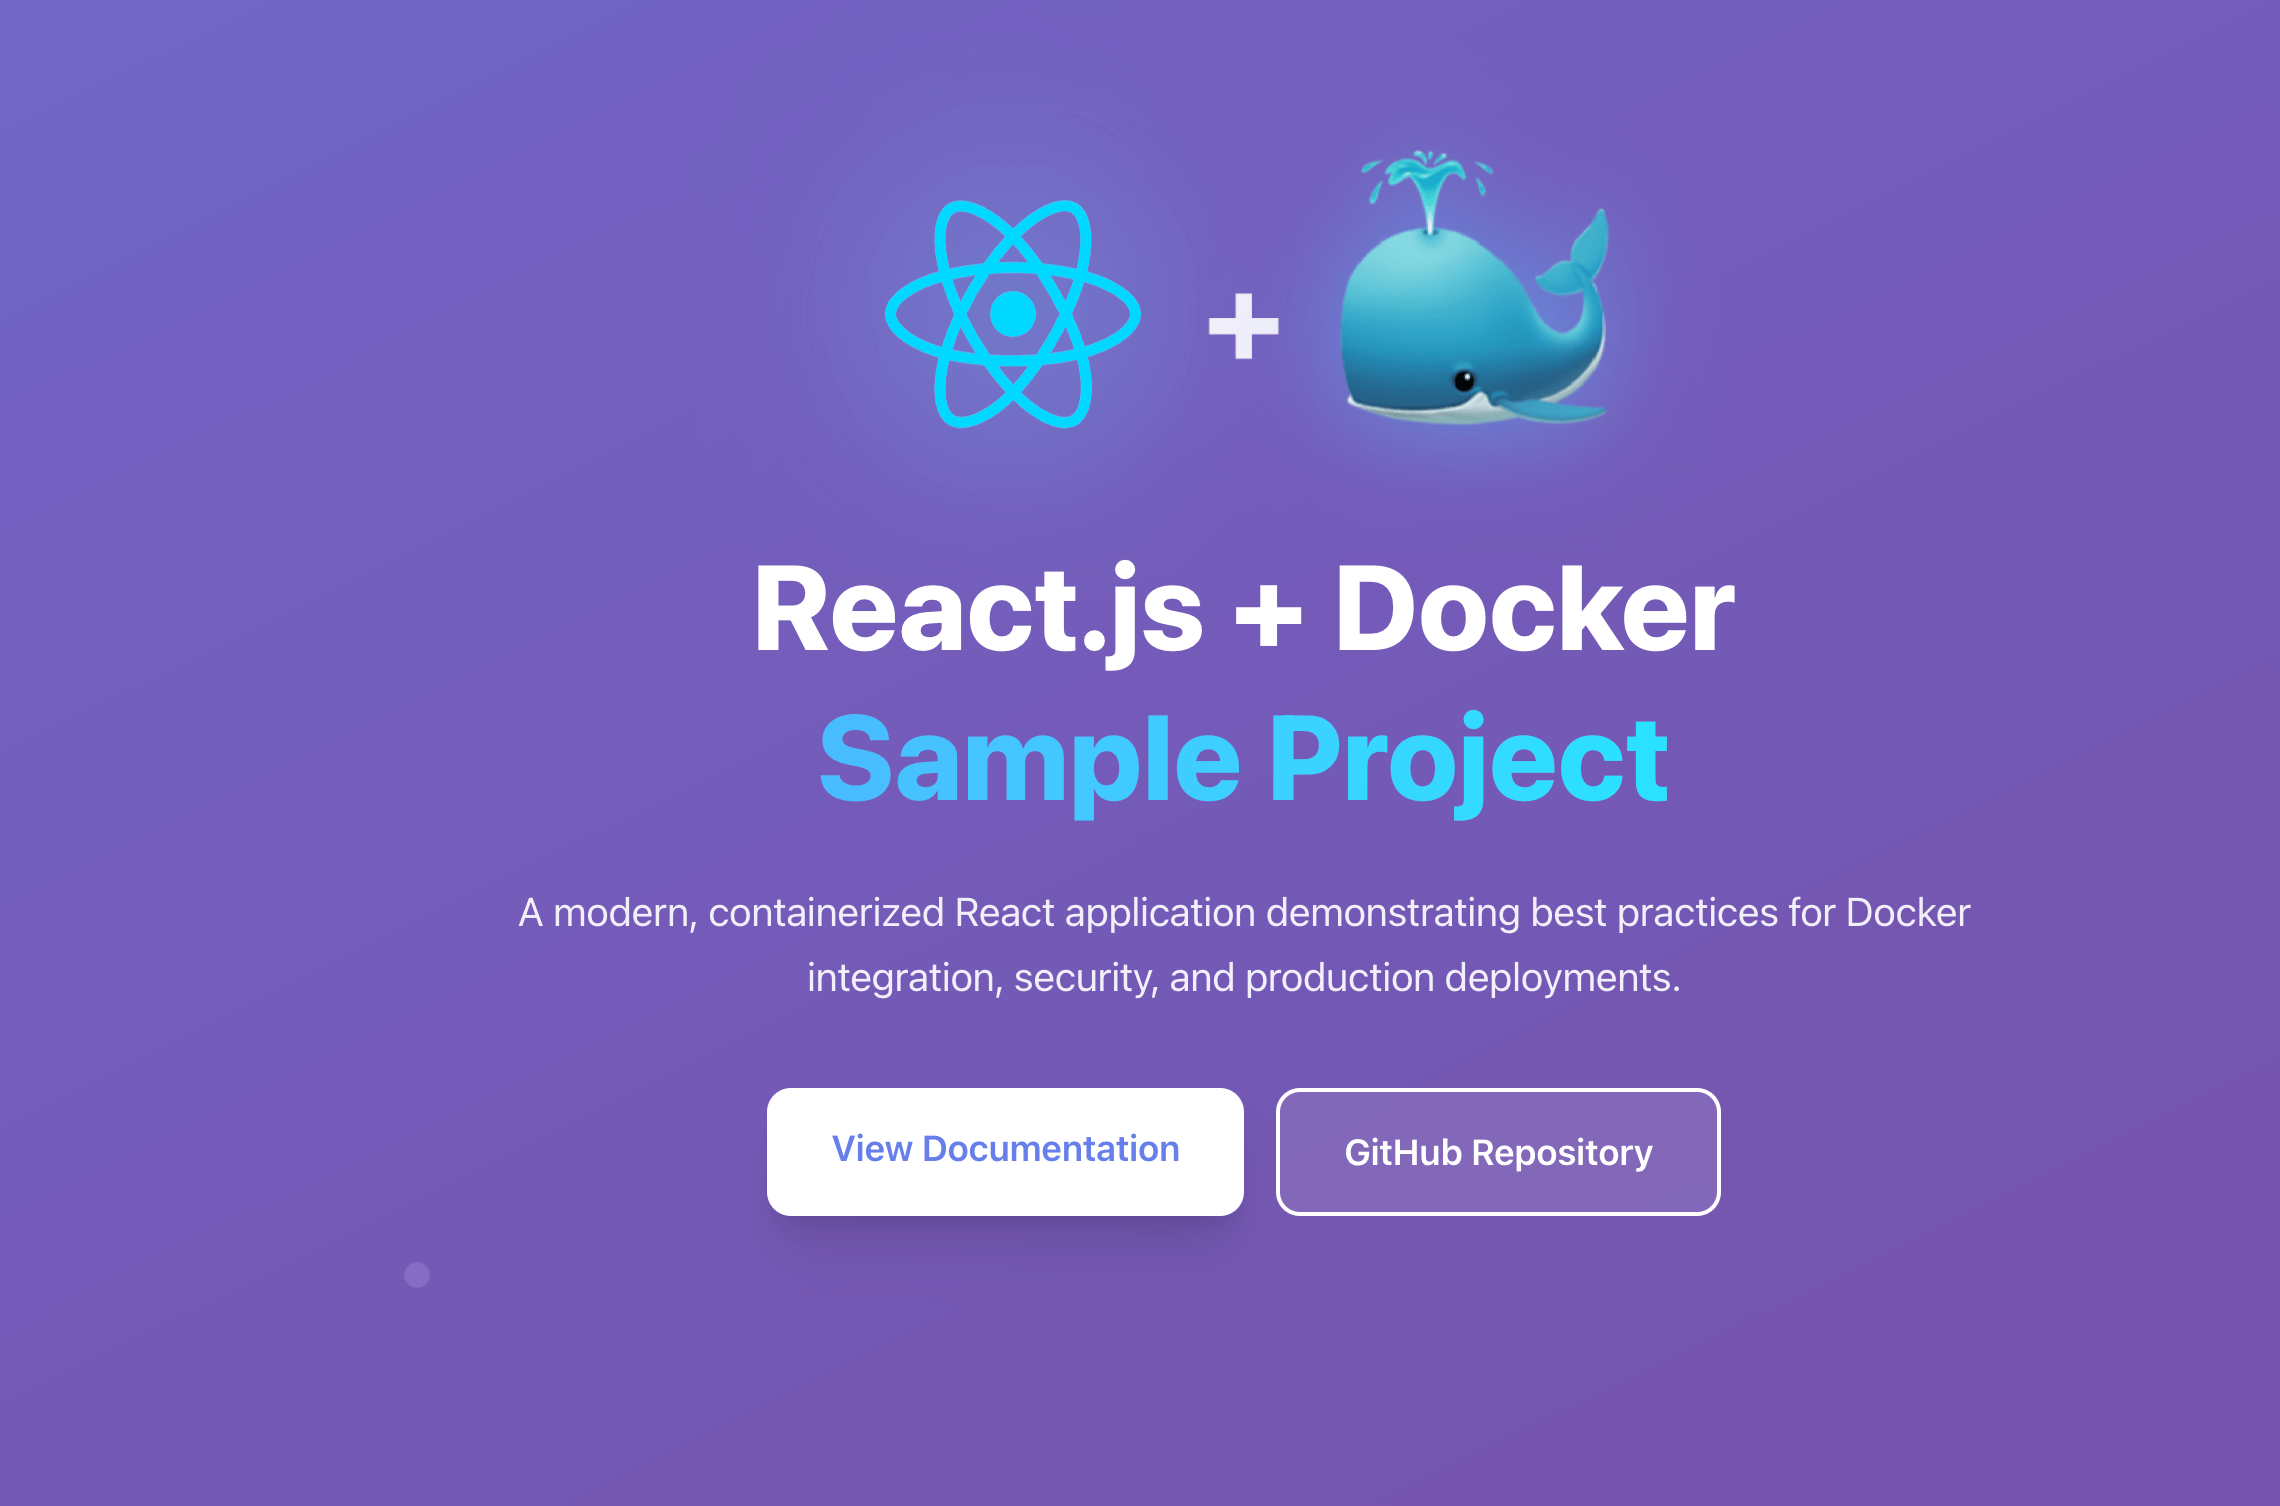 +
React.js + Docker
Sample Project
A modern, containerized React application demonstrating best practices for Docker
integration, security, and production deployments.
View Documentation
GitHub Repository